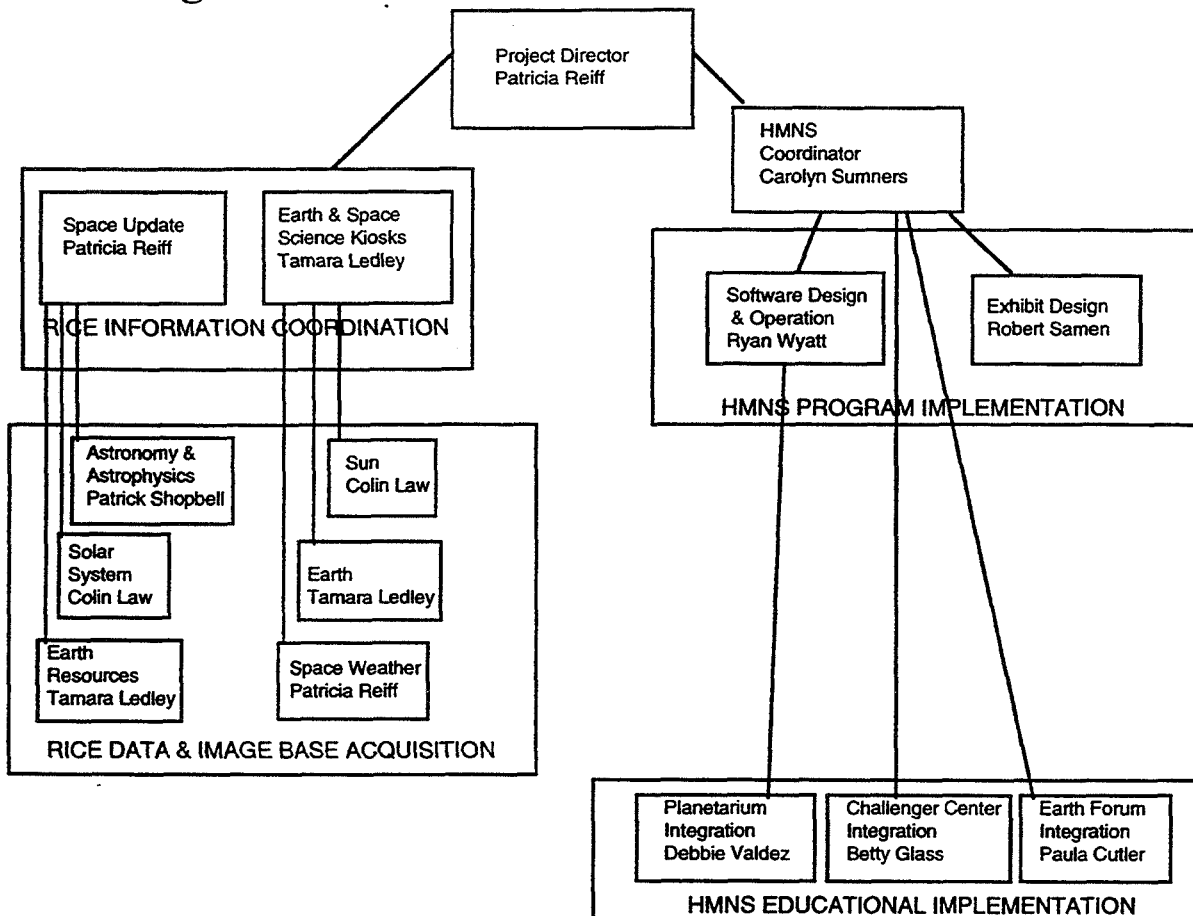 Project Director
Patricia Reiff
HMNS
Coordinator
Carolyn Sumners
Space Update
Patricia Reiff
Earth & Space
Science Kiosks
Tamara Ledley
RICE INFORMATION COORDINATION
Software Design
& Operation
Ryan Wyatt
Exhibit Design
Robert Samen
HMNS PROGRAM IMPLEMENTATION
Astronomy &
Astrophysics
Patrick Shopbell
Sun
Colin Law
Solar
System
Colin Law
Earth
Tamara Ledley
Earth
Resources
Tamara Ledley
Space Weather
Patricia Reiff
RICE DATA & IMAGE BASE ACQUISITION
Planetarium
Integration
Debbie Valdez
Challenger Center
Integration
Betty Glass
Earth Forum
Integration
Paula Cutler
HMNS EDUCATIONAL IMPLEMENTATION